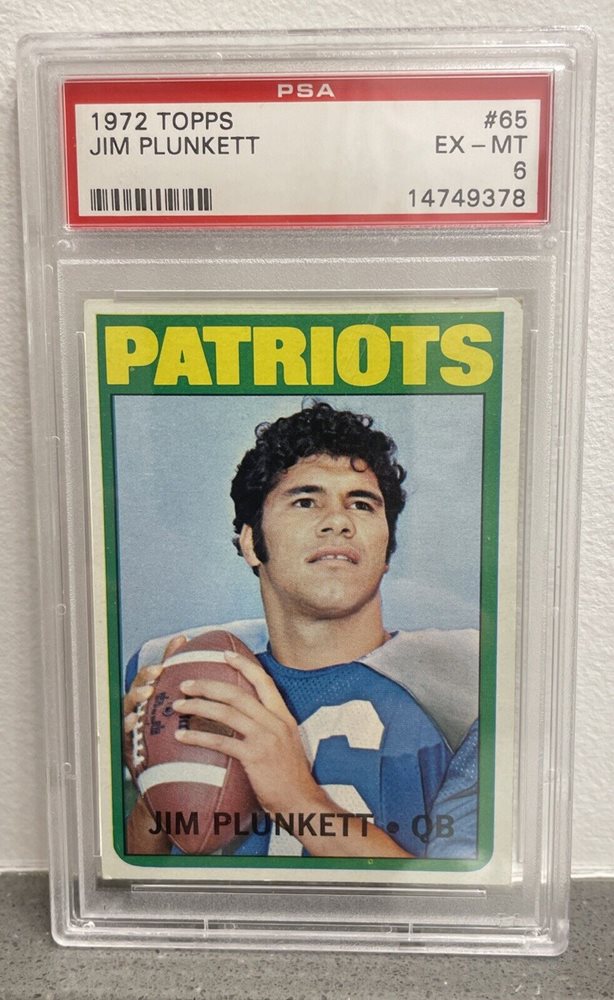 PSA
1972 TOPPS #65
JIM PLUNKETT EX - MT
6
14749378
PATRIOTS
JIM PLUNKETT • QB